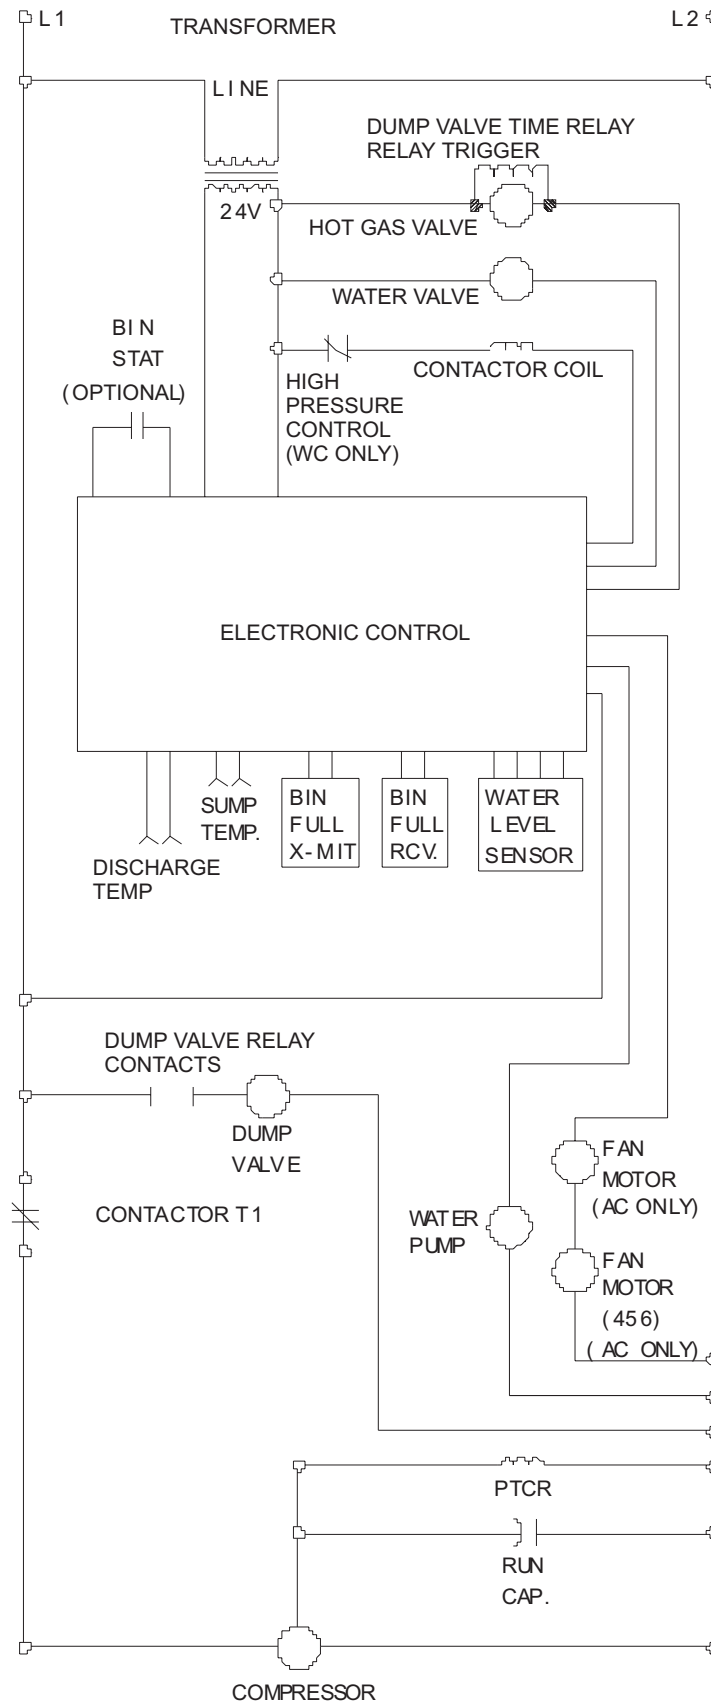 L1
TRANSFORMER
L2
LINE
DUMP VALVE TIME RELAY
RELAY TRIGGER
24V
HOT GAS VALVE
WATER VALVE
BIN
STAT
(OPTIONAL)
HIGH
PRESSURE
CONTROL
(WC ONLY)
CONTACTOR COIL
ELECTRONIC CONTROL
DISCHARGE
TEMP
SUMP
TEMP.
BIN
FULL
X-MIT
BIN
FULL
RCV.
WATER
LEVEL
SENSOR
DUMP VALVE RELAY
CONTACTS
DUMP
VALVE
CONTACTOR T1
WATER
PUMP
FAN
MOTOR
(AC ONLY)
FAN
MOTOR
(456)
(AC ONLY)
PTCR
RUN
CAP.
COMPRESSOR